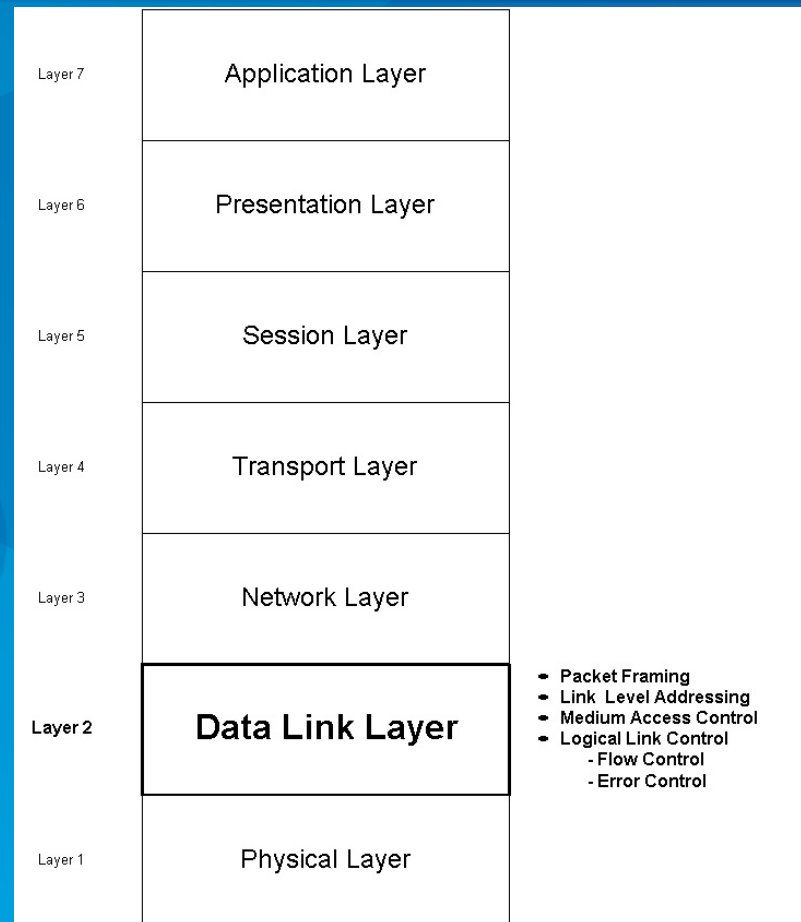 Layer 7 Application Layer
Layer 6 Presentation Layer
Layer 5 Session Layer
Layer 4 Transport Layer
Layer 3 Network Layer
Layer 2 Data Link Layer
• Packet Framing
• Link Level Addressing
• Medium Access Control
• Logical Link Control
- Flow Control
- Error Control
Layer 1 Physical Layer